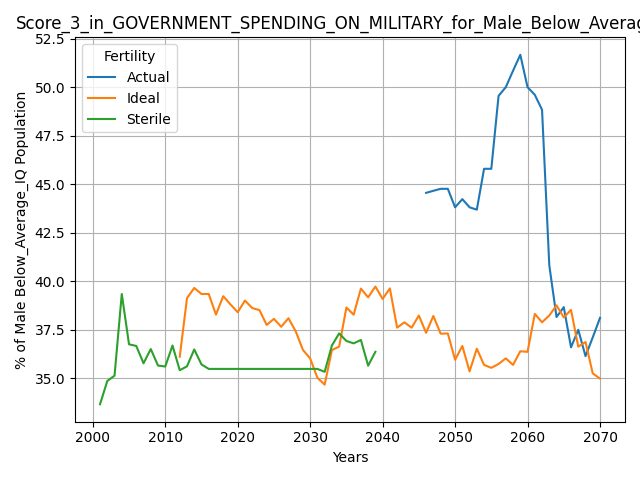 Score_3_in_GOVERNMENT_SPENDING_ON_MILITARY_for_Male_Below_Averag
52.5
50.0
47.5
45.0
42.5
40.0
37.5
35.0
% of Male Below_Average_IQ Population
Fertility
Actual
Ideal
Sterile
2000 2010 2020 2030 2040 2050 2060 2070
Years